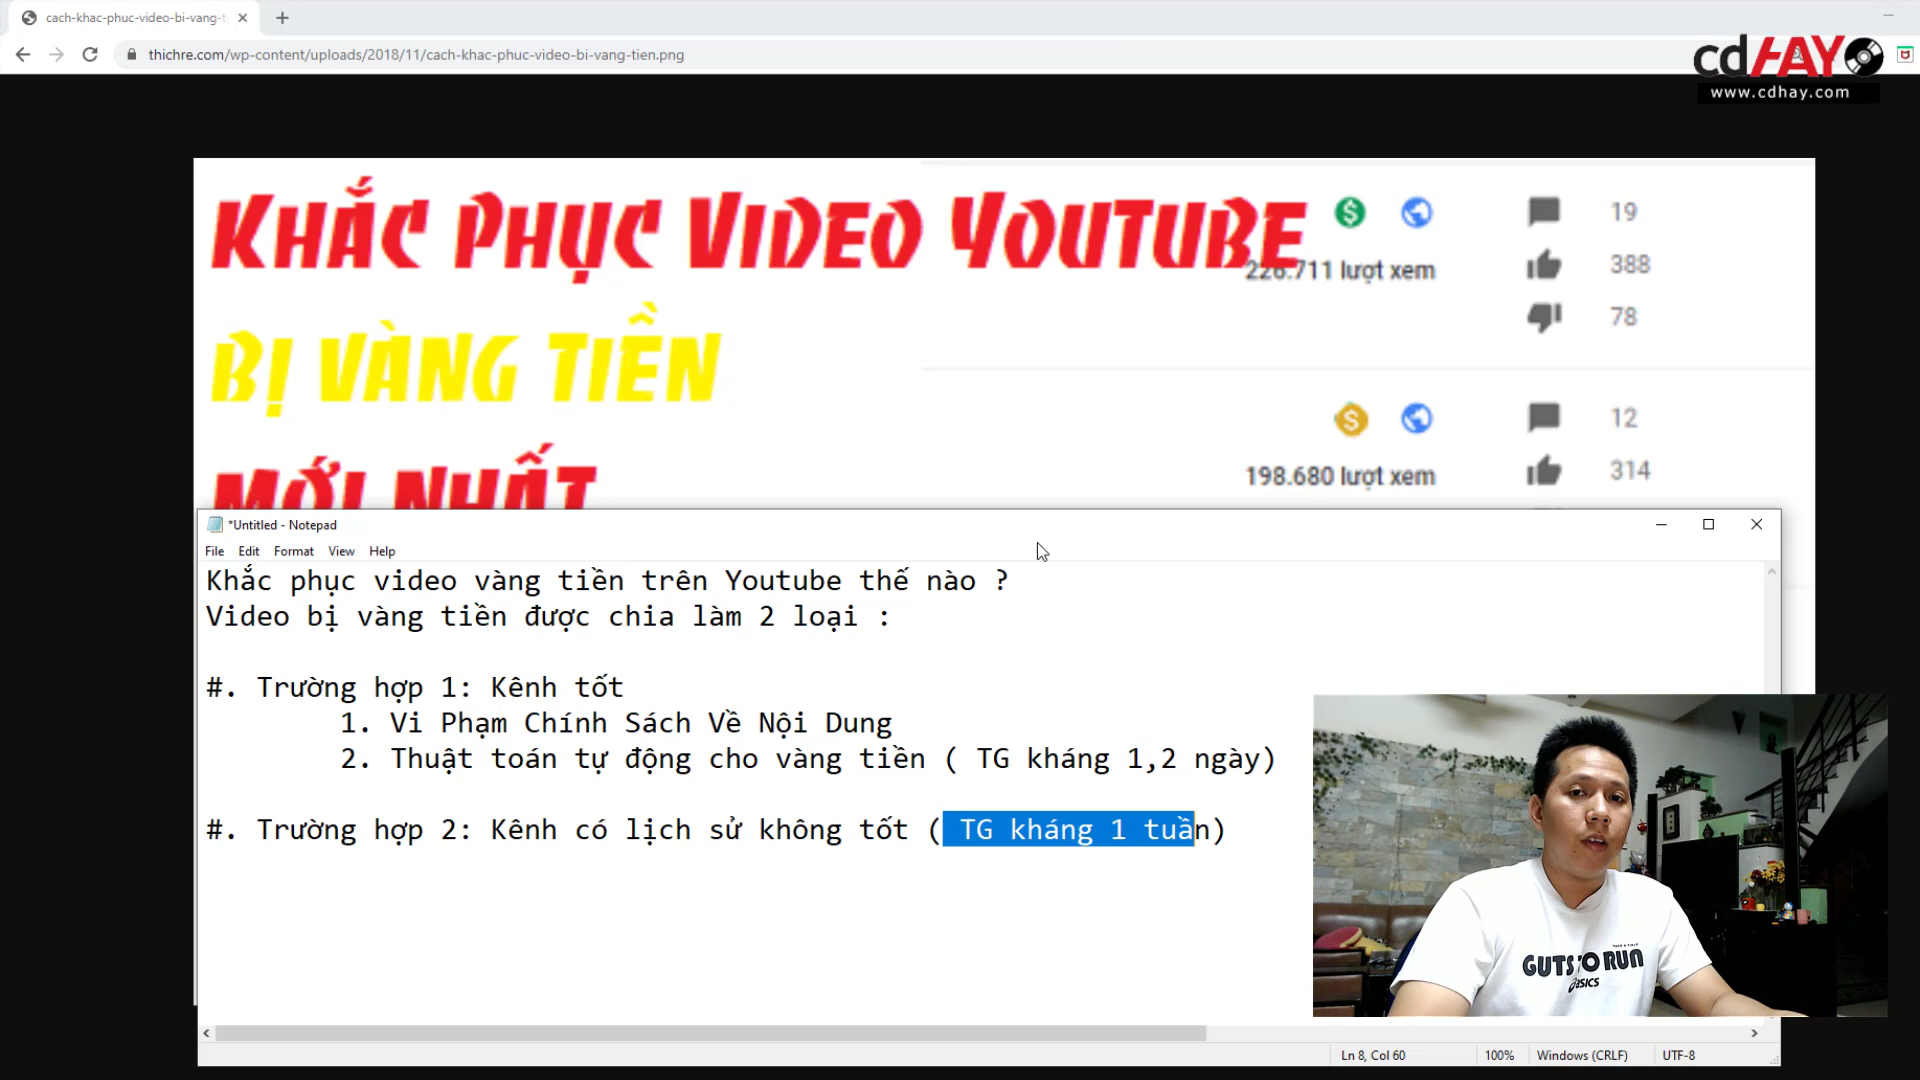 cach-khac-phuc-video-bi-vang-t
thichre.com/wp-content/uploads/2018/11/cach-khac-phuc-video-bi-vang-tien.png
cdHAY
www.cdhay.com
KHẮC PHỤC VIDEO YOUTUBE
19
226.711 lượt xem
388
78
BỊ VÀNG TIỀN
12
198.680 lượt xem
314
MỚI NHẤT
*Untitled - Notepad
File Edit Format View Help
Khắc phục video vàng tiền trên Youtube thế nào ?
Video bị vàng tiền được chia làm 2 loại :
#. Trường hợp 1: Kênh tốt
1. Vi Phạm Chính Sách Về Nội Dung
2. Thuật toán tự động cho vàng tiền ( TG kháng 1,2 ngày)
#. Trường hợp 2: Kênh có lịch sử không tốt ( TG kháng 1 tuần)
GUTS TO RUN
ASICS
Ln 8, Col 60 100% Windows (CRLF) UTF-8